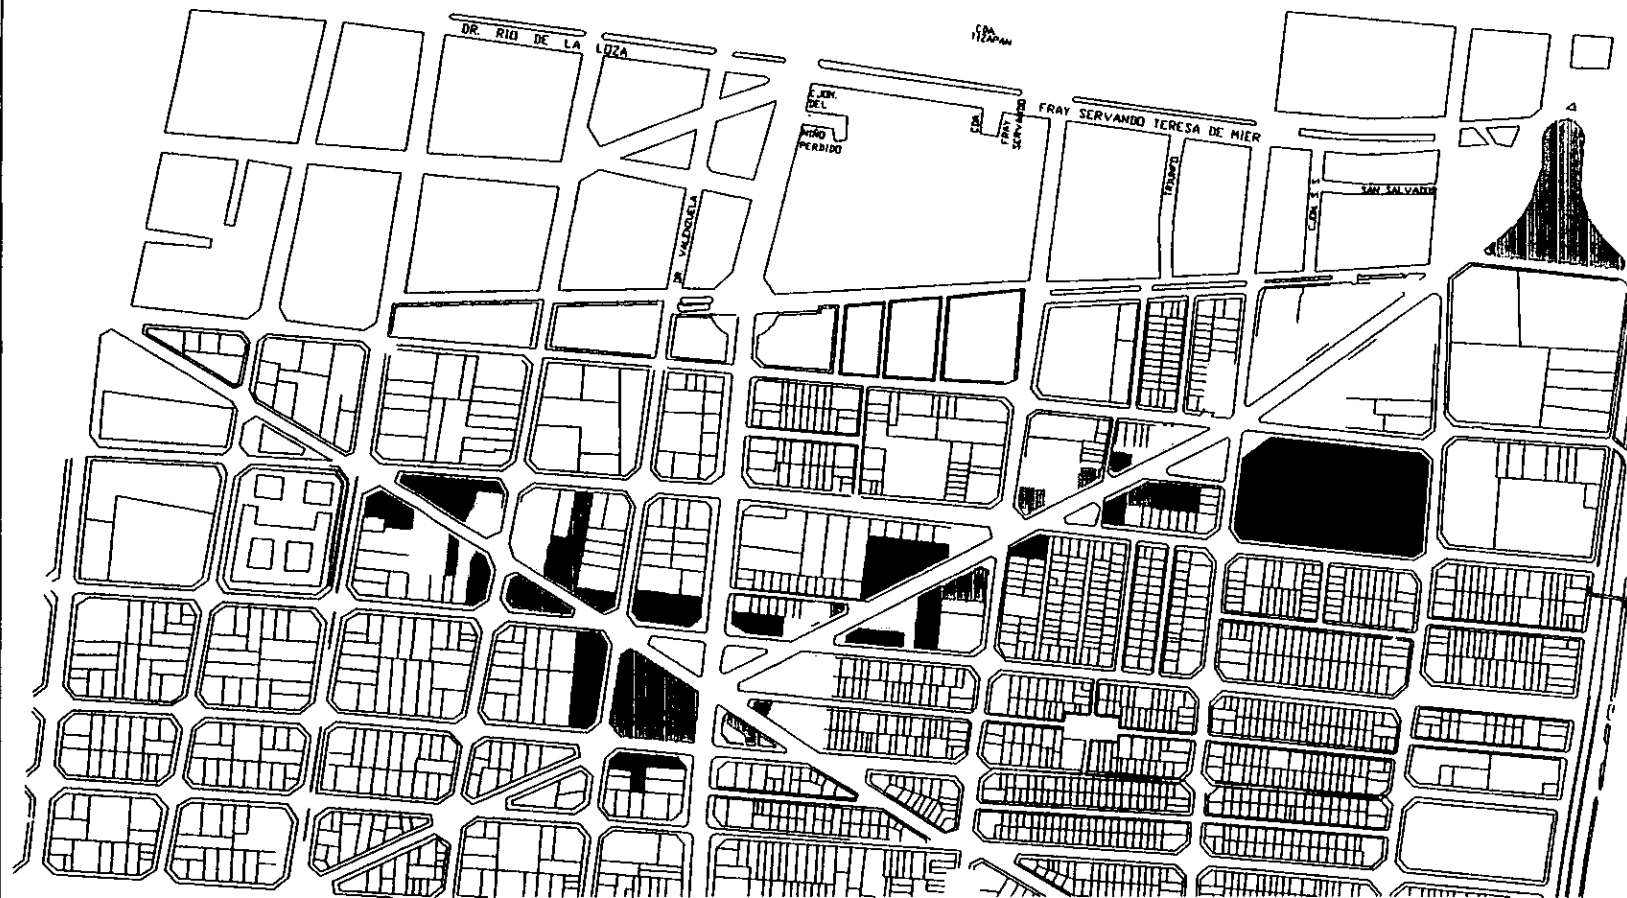 DR. RIO DE LA LOZA
CDA.
TIZAPAN
CJON.
DEL
NIÑO
PERDIDO
CDA.
FRAY
SERVANDO
FRAY SERVANDO TERESA DE MIER
TRIUNFO
SAN SALVADOR
DR. VALENZUELA